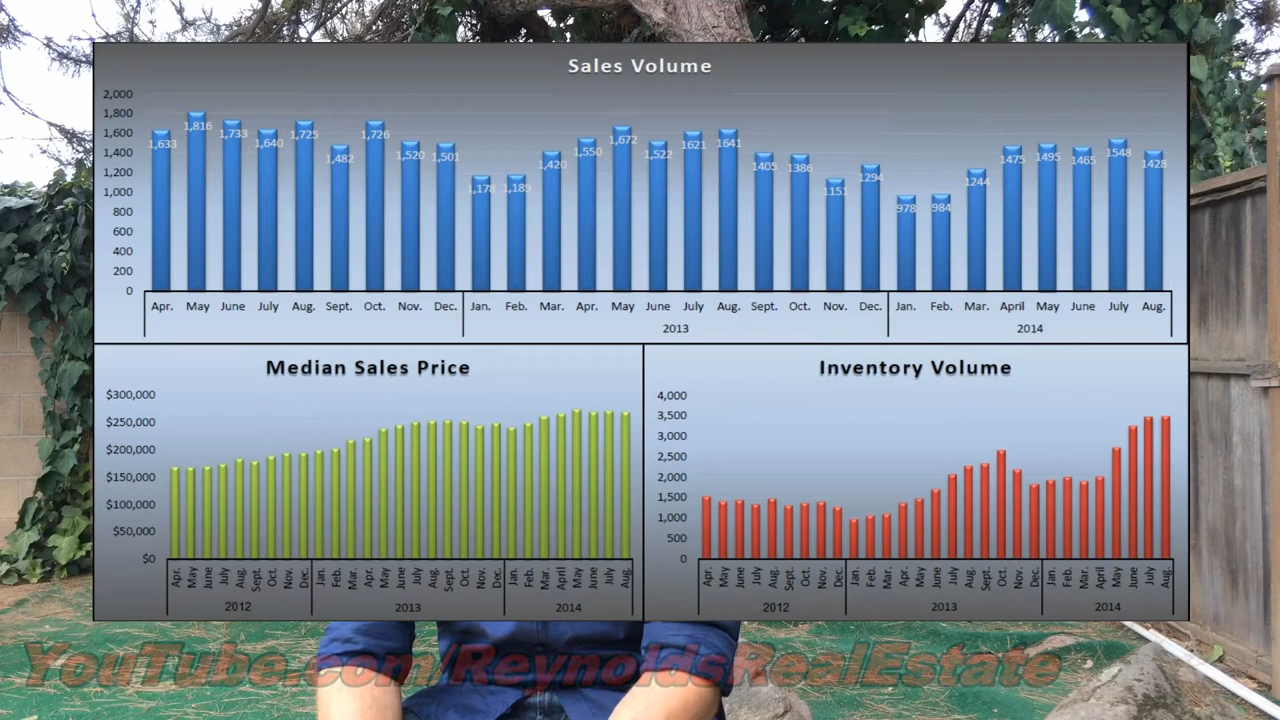 Sales Volume
2,000
1,800
1,600
1,400
1,200
1,000
800
600
400
200
0
1,633 1,816 1,733 1,640 1,725 1,482 1,726 1,520 1,501 1,178 1,189 1,420 1,550 1,672 1,522 1621 1641 1405 1386 1151 1294 978 984 1244 1475 1495 1465 1548 1428
Apr. May June July Aug. Sept. Oct. Nov. Dec. Jan. Feb. Mar. Apr. May June July Aug. Sept. Oct. Nov. Dec. Jan. Feb. Mar. April May June July Aug.
2013 2014
Median Sales Price
$300,000
$250,000
$200,000
$150,000
$100,000
$50,000
$0
Apr. May June July Aug. Sept. Oct. Nov. Dec. Jan. Feb. Mar. Apr. May June July Aug. Sept. Oct. Nov. Dec. Jan. Feb. Mar. April May June July Aug.
2012 2013 2014
Inventory Volume
4,000
3,500
3,000
2,500
2,000
1,500
1,000
500
0
Apr. May June July Aug. Sept. Oct. Nov. Dec. Jan. Feb. Mar. Apr. May June July Aug. Sept. Oct. Nov. Dec. Jan. Feb. Mar. April May June July Aug.
2012 2013 2014
YouTube.com/ReynoldsRealEstate